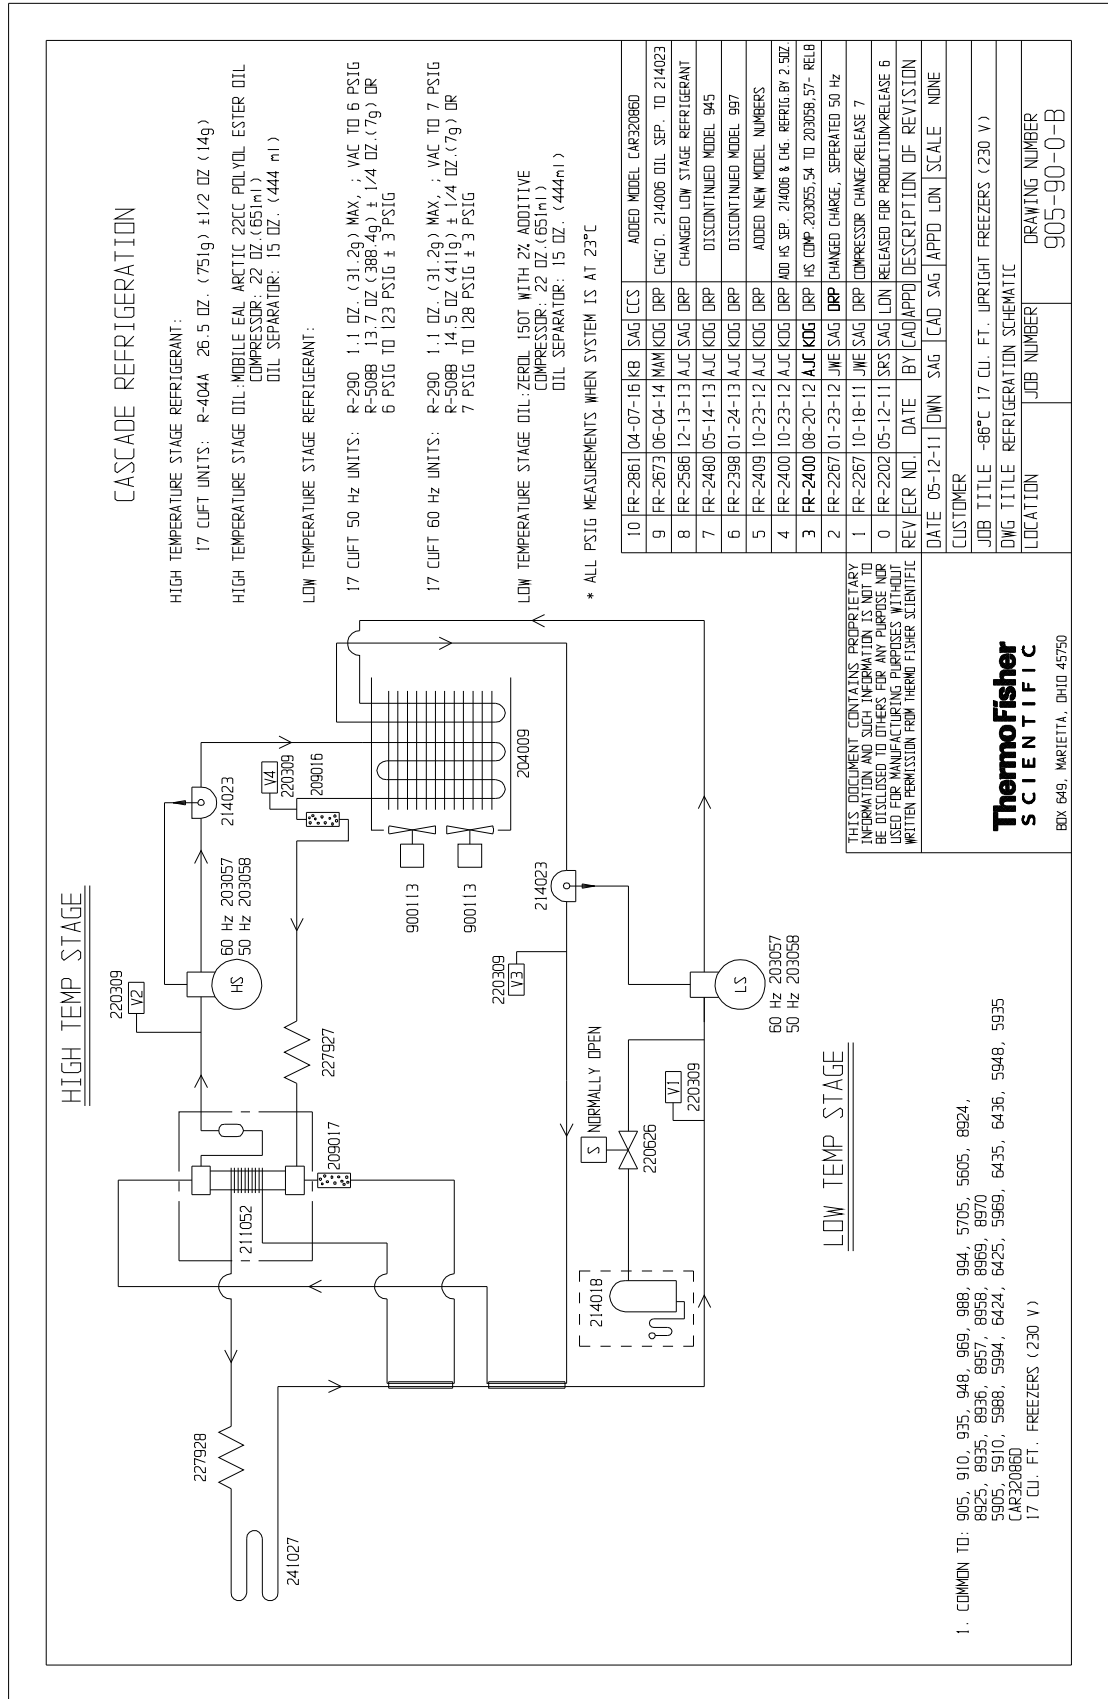 HIGH TEMP STAGE
CASCADE REFRIGERATION
HIGH TEMPERATURE STAGE REFRIGERANT:
17 CUFT UNITS: R-404A 26.5 OZ. (751g) ±1/2 OZ (14g)
HIGH TEMPERATURE STAGE OIL:MOBILE EAL ARCTIC 22CC POLYOL ESTER OIL
COMPRESSOR: 22 OZ.(651ml)
OIL SEPARATOR: 15 OZ. (444 ml)
LOW TEMPERATURE STAGE REFRIGERANT:
17 CUFT 50 Hz UNITS: R-290 1.1 OZ. (31.2g) MAX, ; VAC TO 6 PSIG
R-508B 13.7 OZ (388.4g) ± 1/4 OZ.(7g) OR
6 PSIG TO 123 PSIG ± 3 PSIG
17 CUFT 60 Hz UNITS: R-290 1.1 OZ. (31.2g) MAX, ; VAC TO 7 PSIG
R-508B 14.5 OZ (411g) ± 1/4 OZ.(7g) OR
7 PSIG TO 128 PSIG ± 3 PSIG
LOW TEMPERATURE STAGE OIL:ZEROL 150T WITH 2% ADDITIVE
COMPRESSOR: 22 OZ.(651ml)
OIL SEPARATOR: 15 OZ. (444ml)
* ALL PSIG MEASUREMENTS WHEN SYSTEM IS AT 23°C
220309
V2
HS
60 Hz 203057
50 Hz 203058
214023
V4
220309
209016
204009
900113
900113
227927
209017
211052
227928
241027
214023
220309
V3
S NORMALLY OPEN
220626
21401B
V1
220309
LS
60 Hz 203057
50 Hz 203058
LOW TEMP STAGE
1. COMMON TO: 905, 910, 935, 948, 969, 988, 994, 5705, 5605, 8924,
8925, 8935, 8936, 8957, 8958, 8969, 8970
5905, 5910, 5988, 5994, 6424, 6425, 5969, 6435, 6436, 5948, 5935
CAR32086D
17 CU. FT. FREEZERS (230 V)
10 FR-2861 04-07-16 KB SAG CCS ADDED MODEL CAR32086D
9 FR-2673 06-04-14 MAM KDG DRP CHG'D. 214006 OIL SEP. TO 214023
8 FR-2586 12-13-13 AJC SAG DRP CHANGED LOW STAGE REFRIGERANT
7 FR-2480 05-14-13 AJC KDG DRP DISCONTINUED MODEL 945
6 FR-2398 01-24-13 AJC KDG DRP DISCONTINUED MODEL 997
5 FR-2409 10-23-12 AJC KDG DRP ADDED NEW MODEL NUMBERS
4 FR-2400 10-23-12 AJC KDG DRP ADD HS SEP. 214006 & CHG. REFRIG.BY 2.5OZ.
3 FR-2400 08-20-12 AJC KDG DRP HS COMP.203055,54 TO 203058,57- RELB
2 FR-2267 01-23-12 JWE SAG DRP CHANGED CHARGE, SEPERATED 50 Hz
1 FR-2267 10-18-11 JWE SAG DRP COMPRESSOR CHANGE/RELEASE 7
0 FR-2202 05-12-11 SRS SAG LDN RELEASED FOR PRODUCTION/RELEASE 6
REV ECR NO. DATE BY CAD APPD DESCRIPTION OF REVISION
DATE 05-12-11 DWN SAG CAD SAG APPD LDN SCALE NONE
CUSTOMER
JOB TITLE -86°C 17 CU. FT. UPRIGHT FREEZERS (230 V)
DWG TITLE REFRIGERATION SCHEMATIC
LOCATION JOB NUMBER DRAWING NUMBER
905-90-0-B
THIS DOCUMENT CONTAINS PROPRIETARY
INFORMATION AND SUCH INFORMATION IS NOT TO
BE DISCLOSED TO OTHERS FOR ANY PURPOSE NOR
USED FOR MANUFACTURING PURPOSES WITHOUT
WRITTEN PERMISSION FROM THERMO FISHER SCIENTIFIC
ThermoFisher
SCIENTIFIC
BOX 649, MARIETTA, OHIO 45750